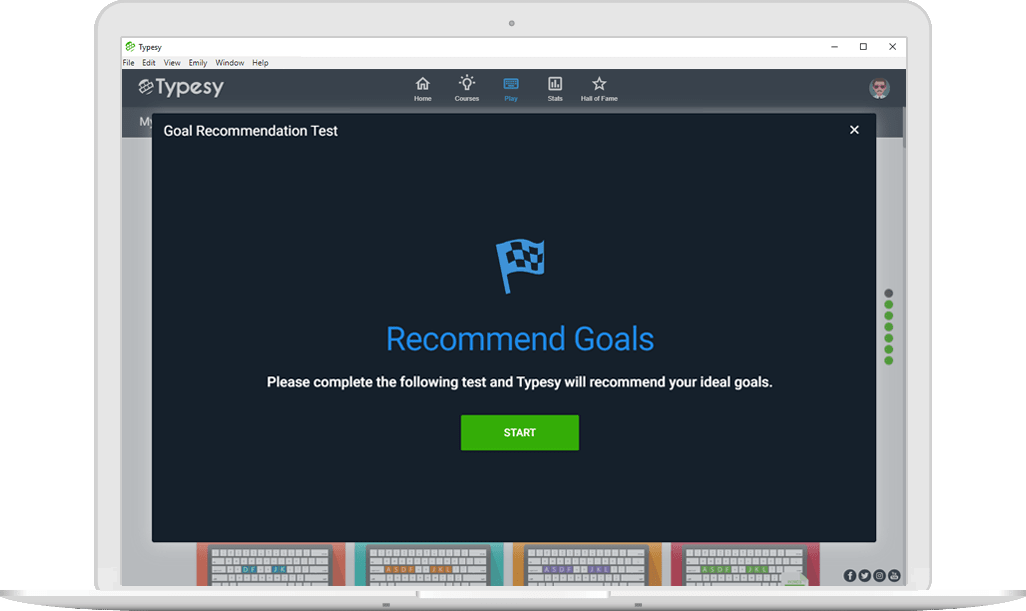 Typesy
File Edit View Emily Window Help
Typesy
Home Courses Play Stats Hall of Fame
My
Goal Recommendation Test
Recommend Goals
Please complete the following test and Typesy will recommend your ideal goals.
START
D F J K
A S D F J K L
A S D F J K L
A S D F J K L